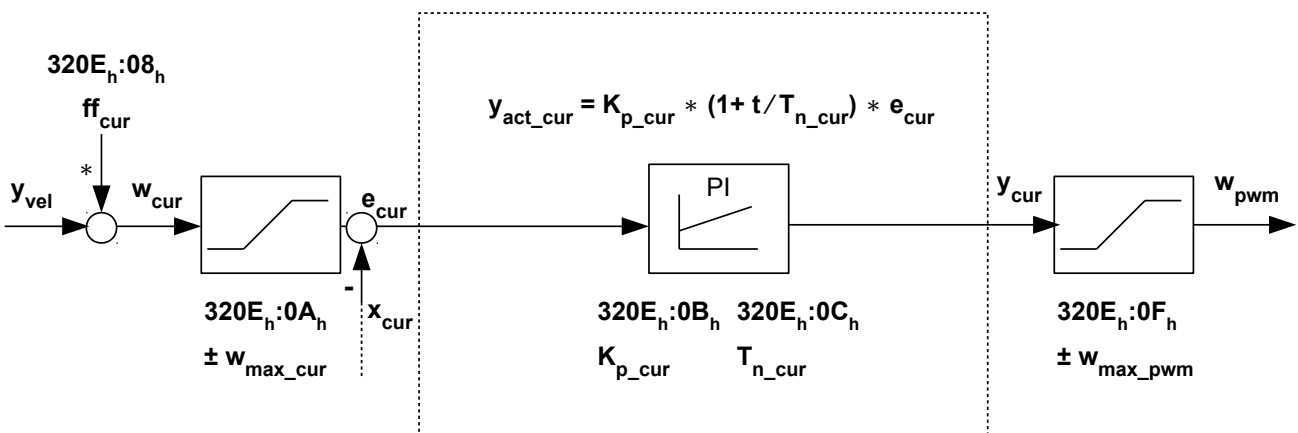 320E_h:08_h
ff_cur
y_act_cur = K_p_cur * (1+ t/T_n_cur) * e_cur
*
y_vel
w_cur
e_cur
PI
y_cur
w_pwm
-
x_cur
320E_h:0A_h
± w_max_cur
320E_h:0B_h 320E_h:0C_h
K_p_cur T_n_cur
320E_h:0F_h
± w_max_pwm